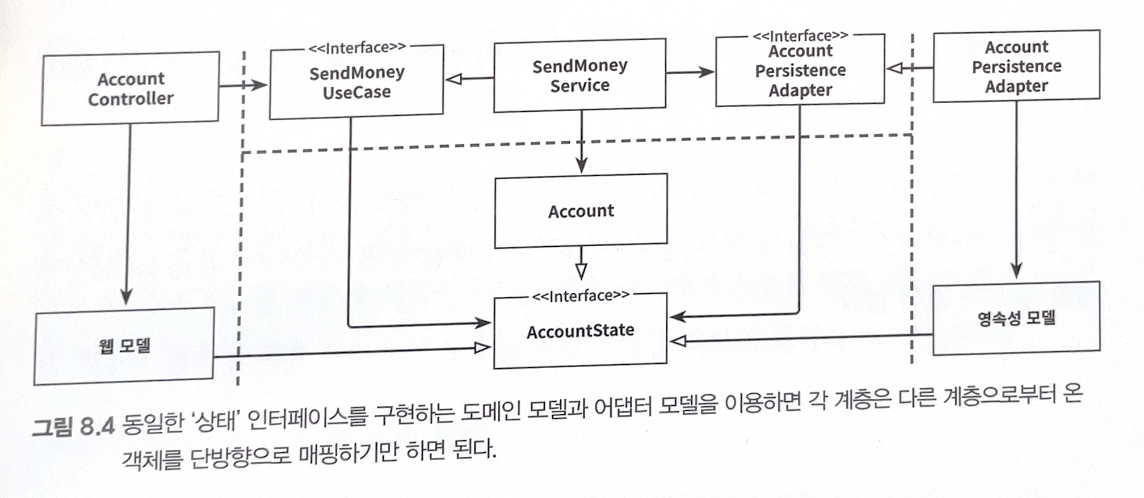 Account
Controller
<<Interface>>
SendMoney
UseCase
SendMoney
Service
<<Interface>>
Account
Persistence
Adapter
Account
Persistence
Adapter
Account
<<Interface>>
AccountState
웹 모델
영속성 모델
그림 8.4 동일한 ‘상태’ 인터페이스를 구현하는 도메인 모델과 어댑터 모델을 이용하면 각 계층은 다른 계층으로부터 온
객체를 단방향으로 매핑하기만 하면 된다.